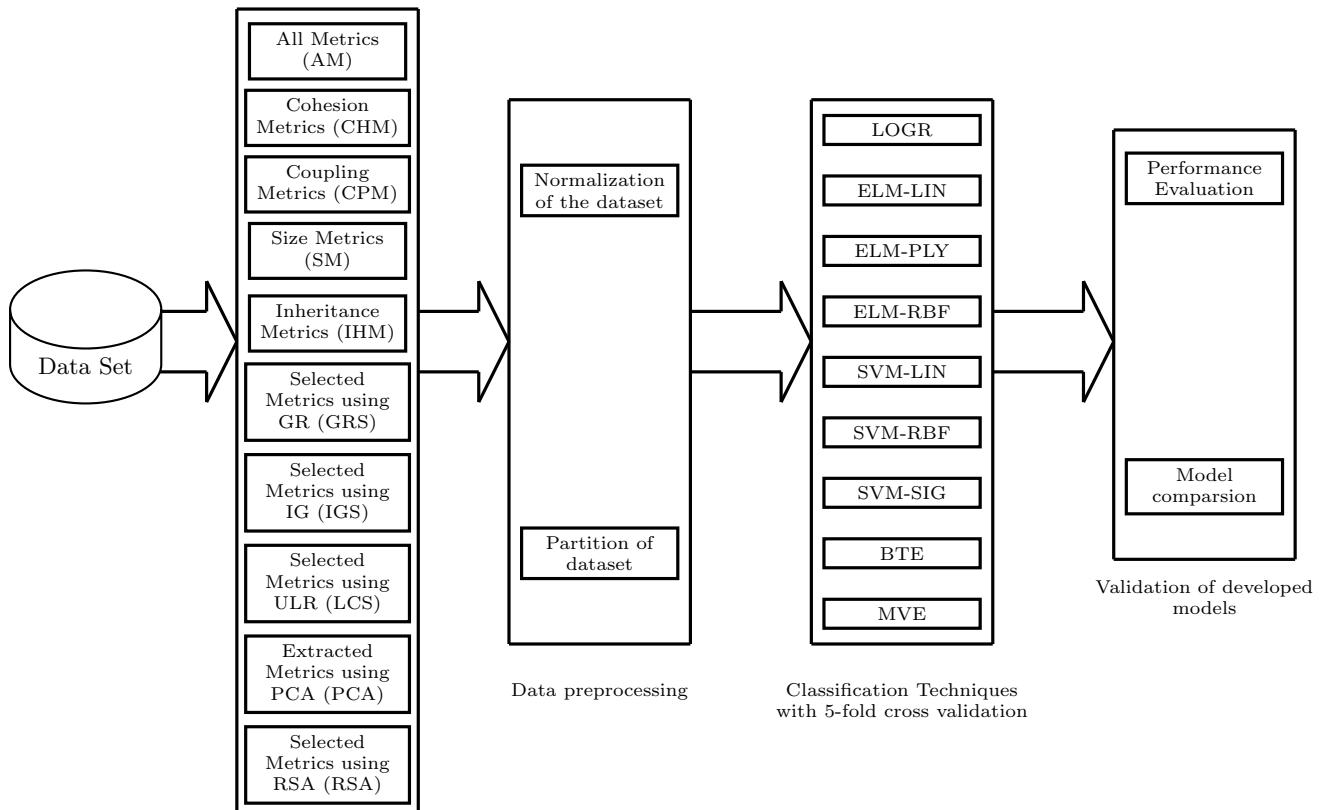 Data Set
All Metrics
(AM)
Cohesion
Metrics (CHM)
Coupling
Metrics (CPM)
Size Metrics
(SM)
Inheritance
Metrics (IHM)
Selected
Metrics using
GR (GRS)
Selected
Metrics using
IG (IGS)
Selected
Metrics using
ULR (LCS)
Extracted
Metrics using
PCA (PCA)
Selected
Metrics using
RSA (RSA)
Normalization
of the dataset
Partition of
dataset
Data preprocessing
LOGR
ELM-LIN
ELM-PLY
ELM-RBF
SVM-LIN
SVM-RBF
SVM-SIG
BTE
MVE
Classification Techniques
with 5-fold cross validation
Performance
Evaluation
Model
comparsion
Validation of developed
models